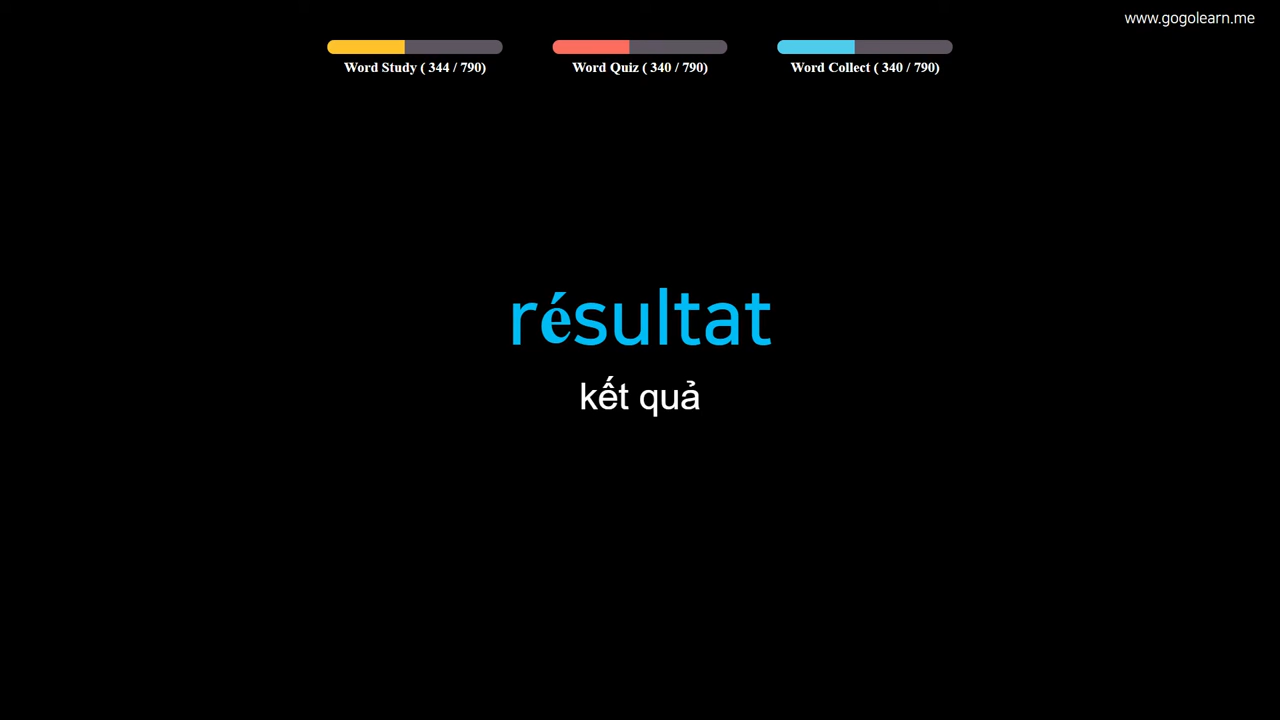 www.gogolearn.me
Word Study ( 344 / 790)
Word Quiz ( 340 / 790)
Word Collect ( 340 / 790)
résultat
kết quả